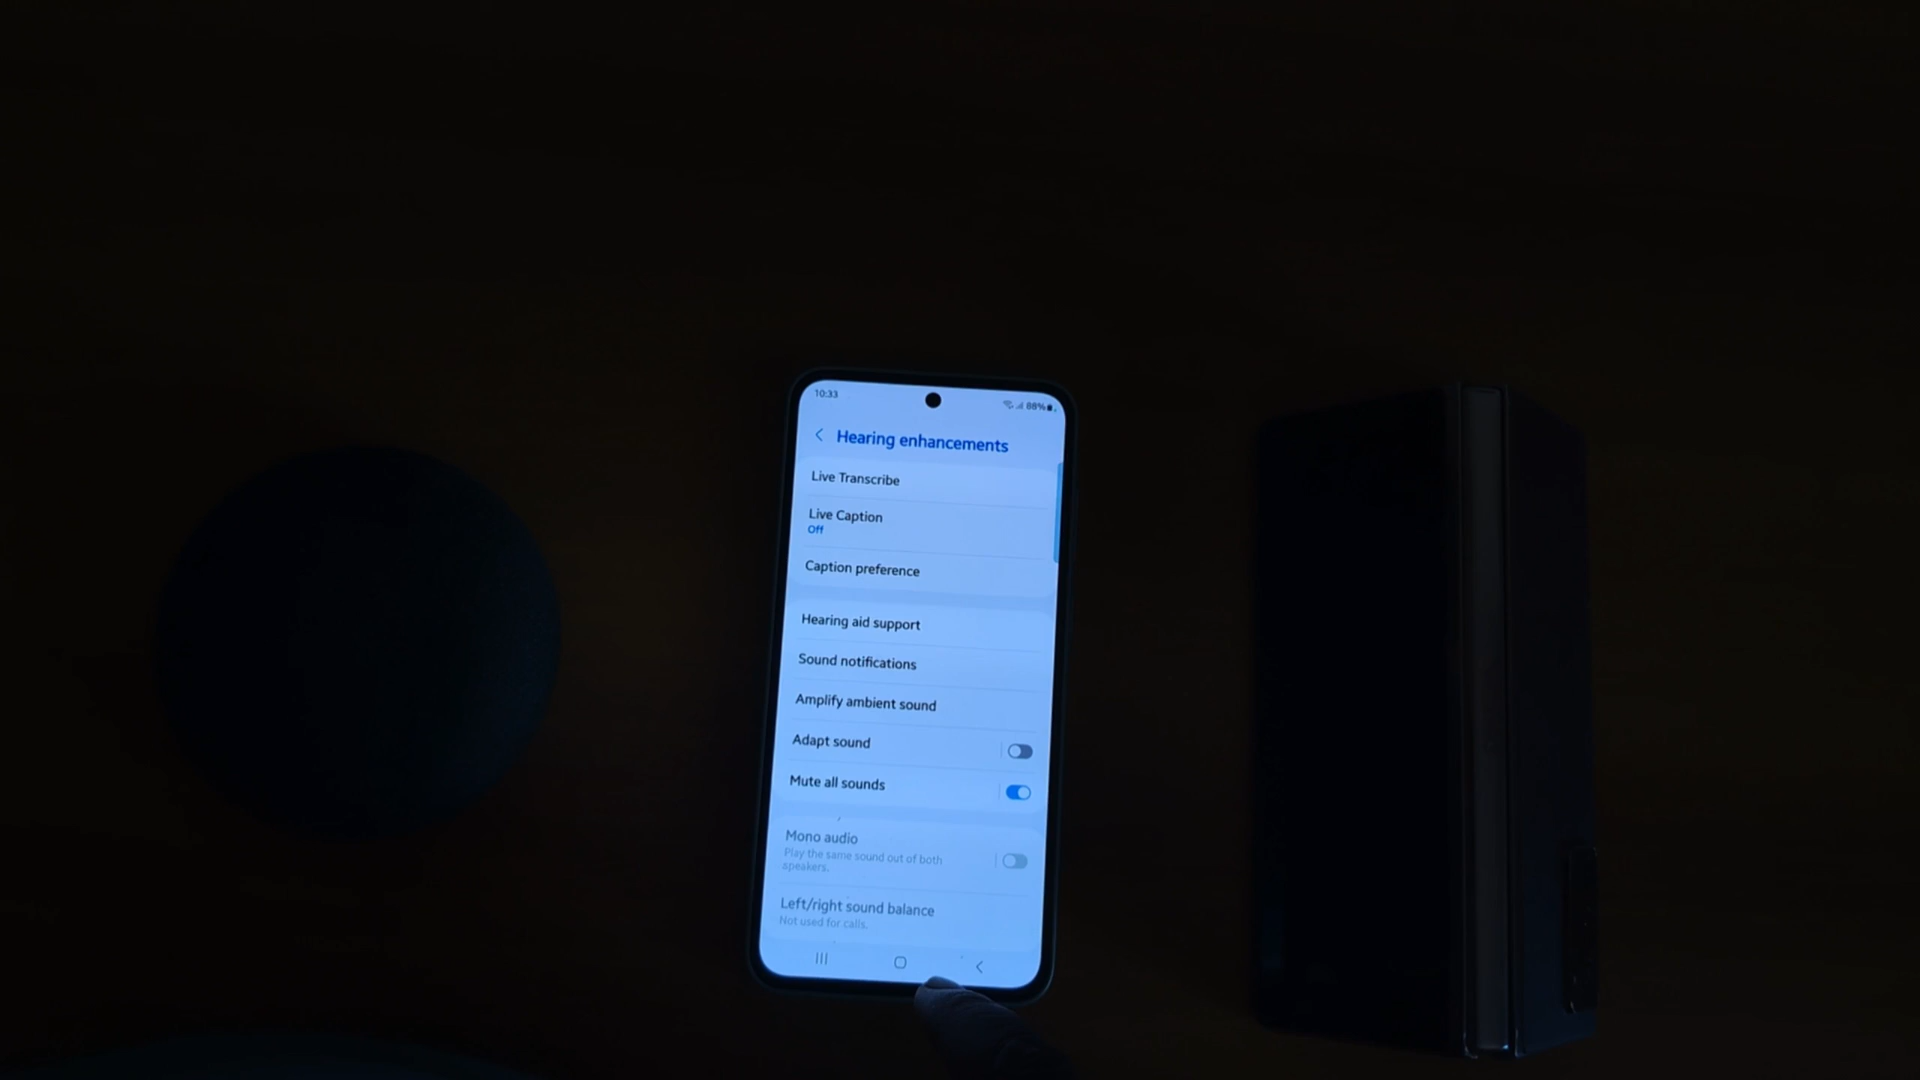 10:33
88%
Hearing enhancements
Live Transcribe
Live Caption
Off
Caption preference
Hearing aid support
Sound notifications
Amplify ambient sound
Adapt sound
Mute all sounds
Mono audio
Play the same sound out of both
speakers.
Left/right sound balance
Not used for calls.